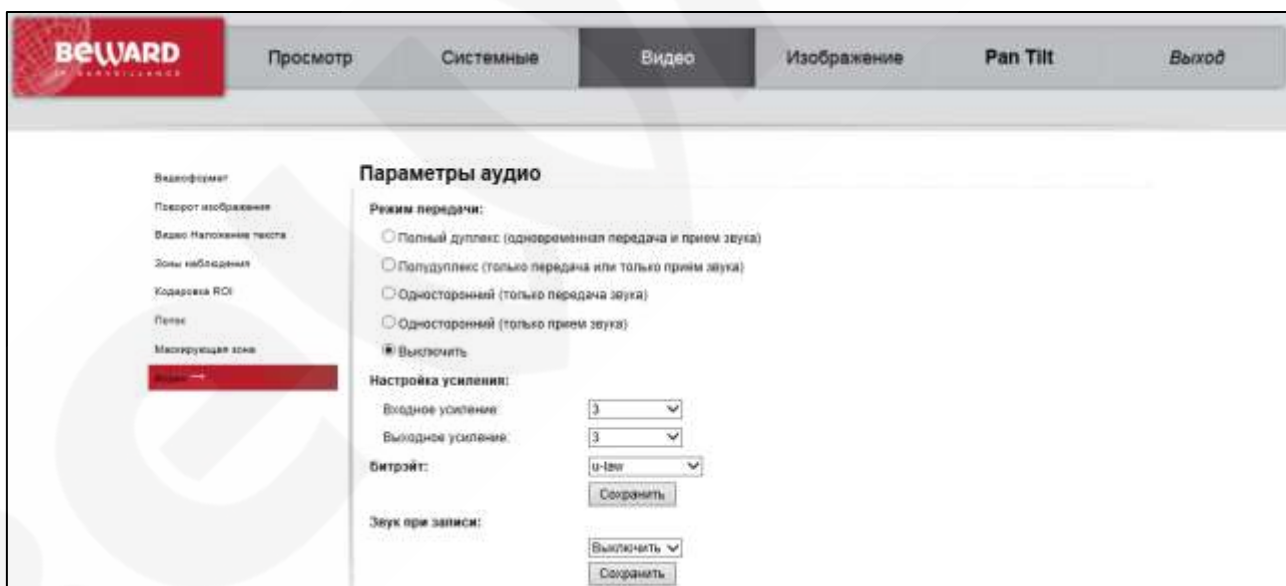 BEWARD
Просмотр Системные Видео Изображение Pan Tilt Выход
Параметры аудио
Видеоформат
Поворот изображения
Видео Наложение текста
Зоны наблюдения
Кодировка ROI
Поток
Маскирующая зона
Аудио →
Режим передачи:
Полный дуплекс (одновременная передача и прием звука)
Полудуплекс (только передача или только прием звука)
Односторонний (только передача звука)
Односторонний (только прием звука)
Выключить
Настройка усиления:
Входное усиление: 3
Выходное усиление: 3
Битрэйт: u-law
Сохранить
Звук при записи:
Выключить
Сохранить